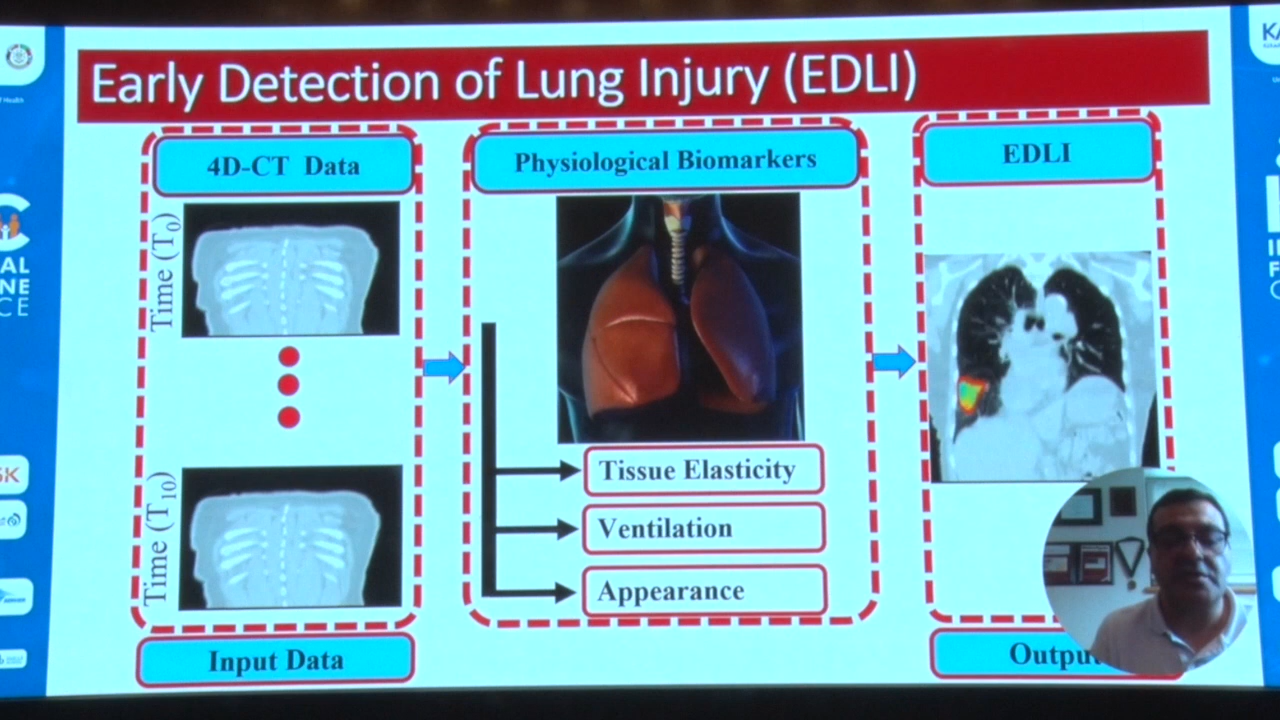 Early Detection of Lung Injury (EDLI)
4D-CT Data
Physiological Biomarkers
EDLI
Time (T0)
Time (T10)
Tissue Elasticity
Ventilation
Appearance
Input Data
Output